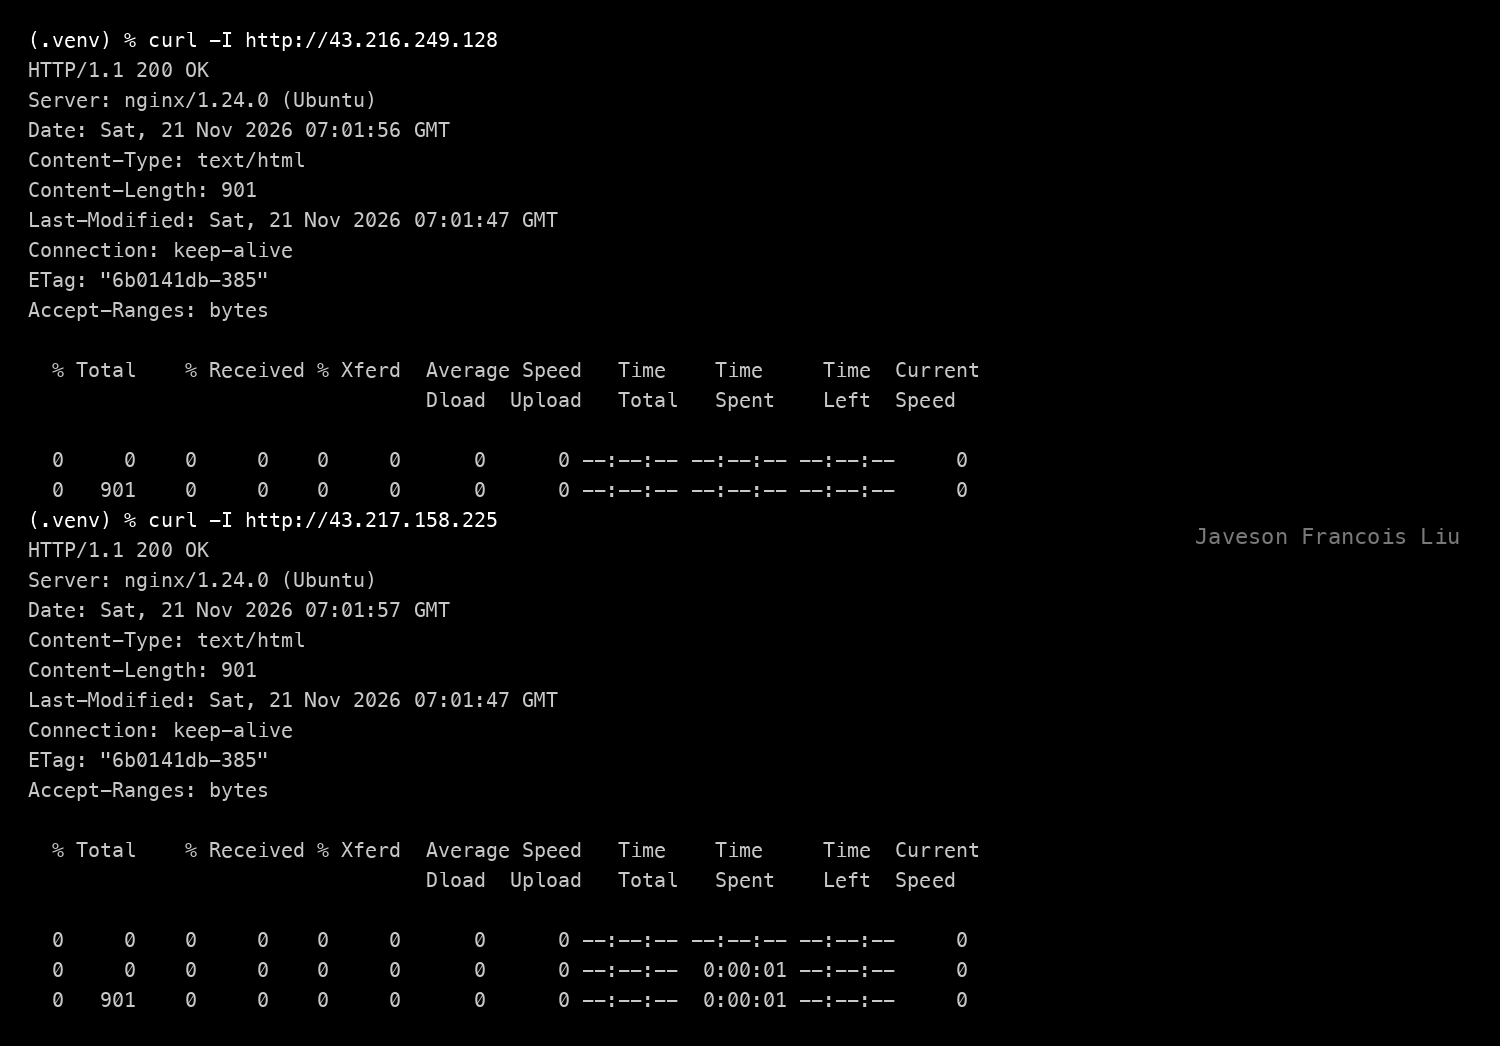 (.venv) % curl -I http://43.216.249.128
HTTP/1.1 200 OK
Server: nginx/1.24.0 (Ubuntu)
Date: Sat, 21 Nov 2026 07:01:56 GMT
Content-Type: text/html
Content-Length: 901
Last-Modified: Sat, 21 Nov 2026 07:01:47 GMT
Connection: keep-alive
ETag: "6b0141db-385"
Accept-Ranges: bytes

  % Total    % Received % Xferd  Average Speed   Time    Time     Time  Current
                                 Dload  Upload   Total   Spent    Left  Speed

  0     0    0     0    0     0      0      0 --:--:-- --:--:-- --:--:--     0
  0   901    0     0    0     0      0      0 --:--:-- --:--:-- --:--:--     0
(.venv) % curl -I http://43.217.158.225
Javeson Francois Liu
HTTP/1.1 200 OK
Server: nginx/1.24.0 (Ubuntu)
Date: Sat, 21 Nov 2026 07:01:57 GMT
Content-Type: text/html
Content-Length: 901
Last-Modified: Sat, 21 Nov 2026 07:01:47 GMT
Connection: keep-alive
ETag: "6b0141db-385"
Accept-Ranges: bytes

  % Total    % Received % Xferd  Average Speed   Time    Time     Time  Current
                                 Dload  Upload   Total   Spent    Left  Speed

  0     0    0     0    0     0      0      0 --:--:-- --:--:-- --:--:--     0
  0     0    0     0    0     0      0      0 --:--:--  0:00:01 --:--:--     0
  0   901    0     0    0     0      0      0 --:--:--  0:00:01 --:--:--     0